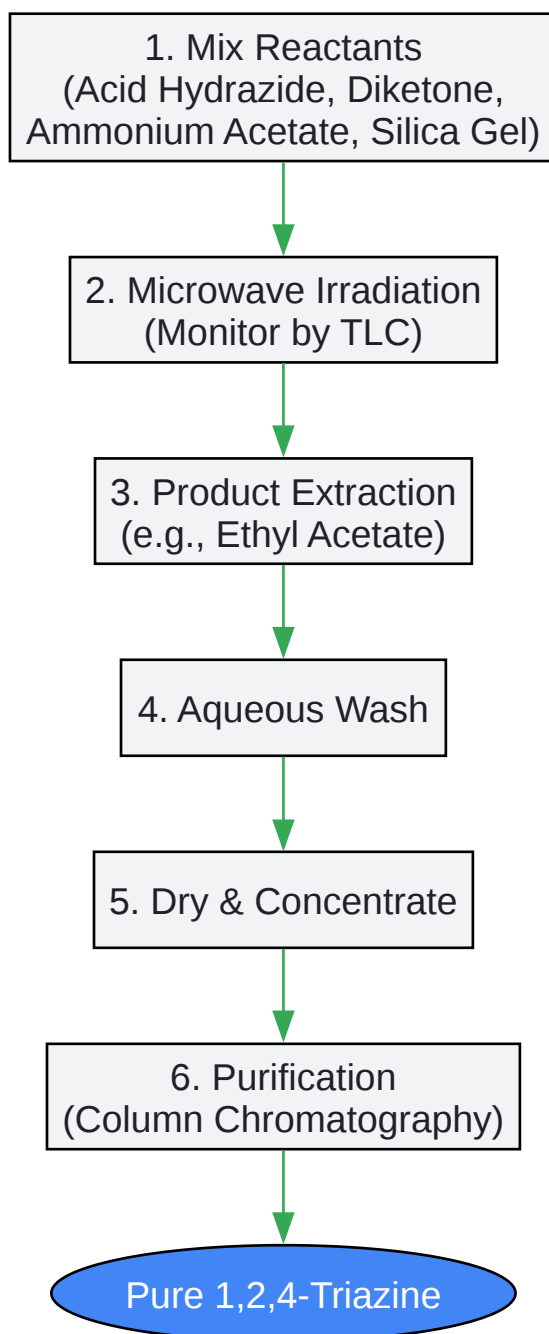 1. Mix Reactants
(Acid Hydrazide, Diketone,
Ammonium Acetate, Silica Gel)
2. Microwave Irradiation
(Monitor by TLC)
3. Product Extraction
(e.g., Ethyl Acetate)
4. Aqueous Wash
5. Dry & Concentrate
6. Purification
(Column Chromatography)
Pure 1,2,4-Triazine